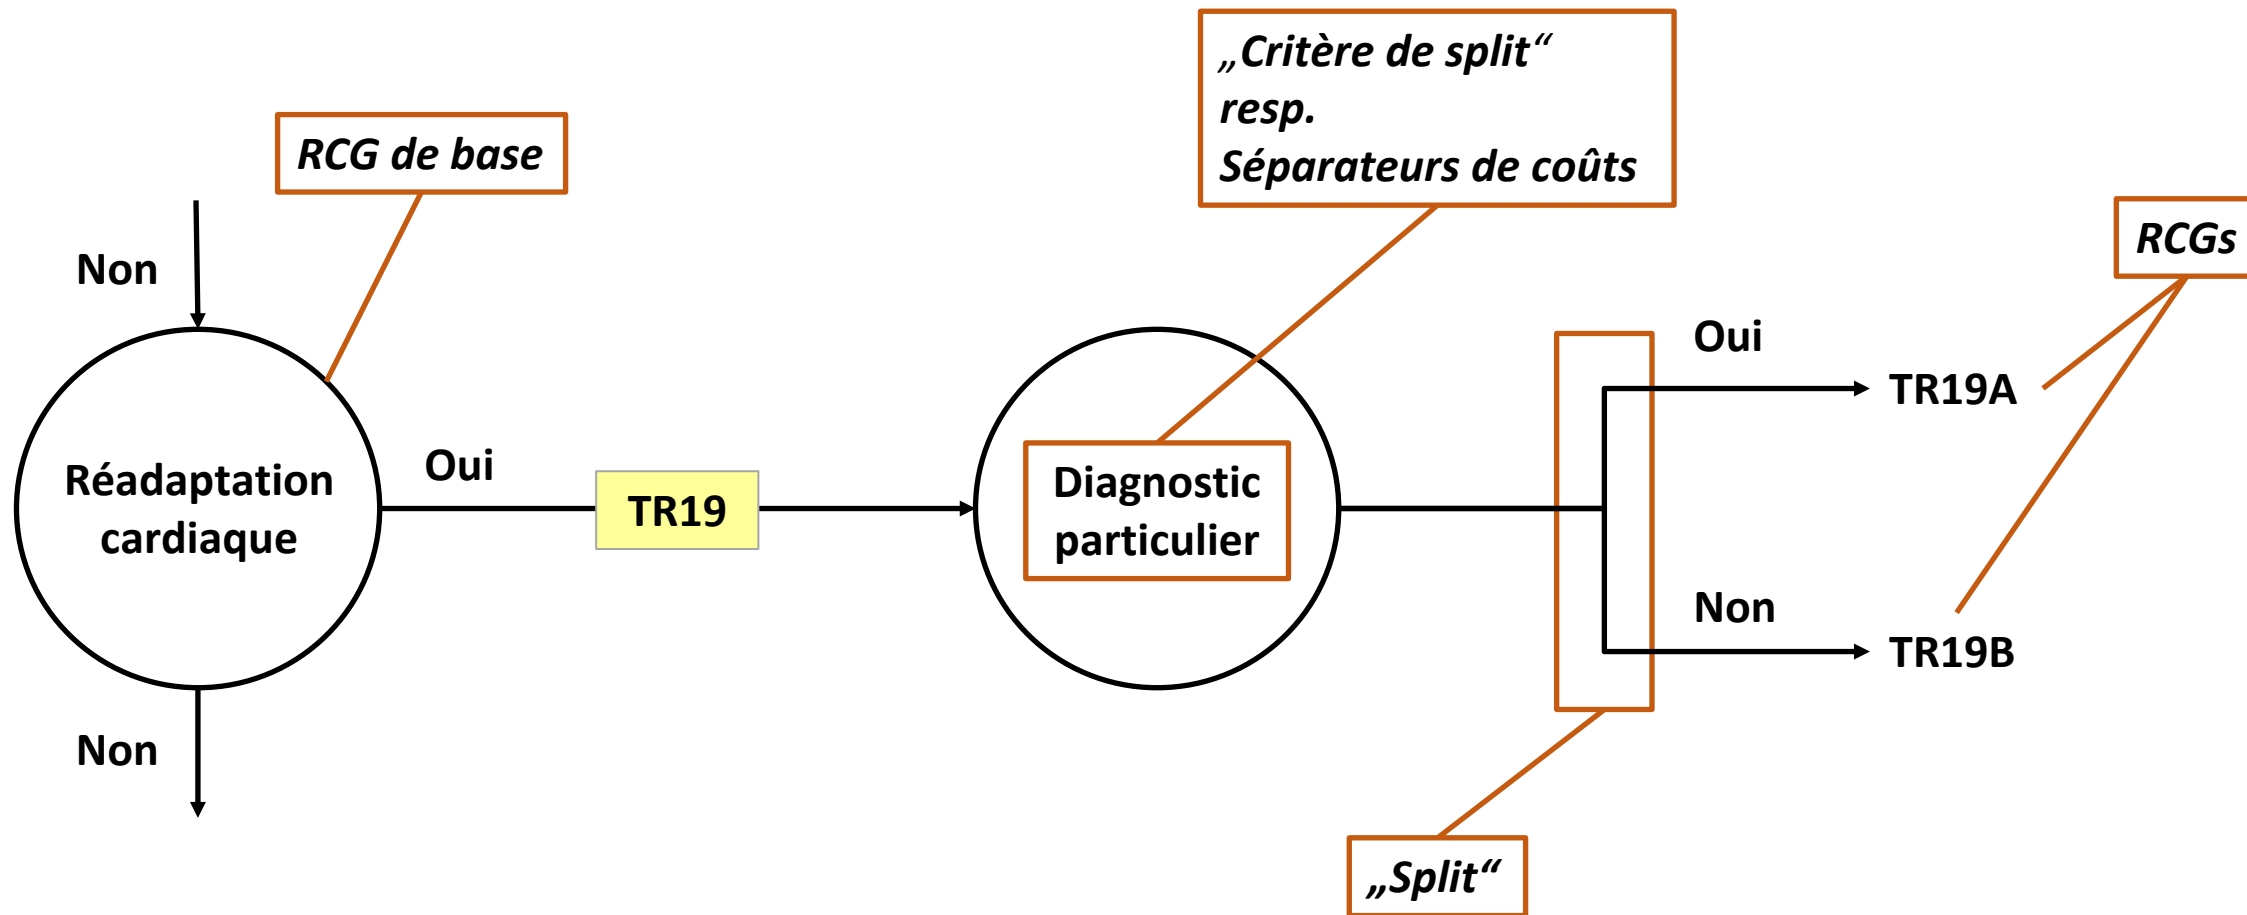 „Critère de split“
resp.
Séparateurs de coûts
RCG de base
RCGs
Non
Oui
TR19A
Réadaptation
cardiaque
Oui
TR19
Diagnostic
particulier
Non
TR19B
Non
„Split“